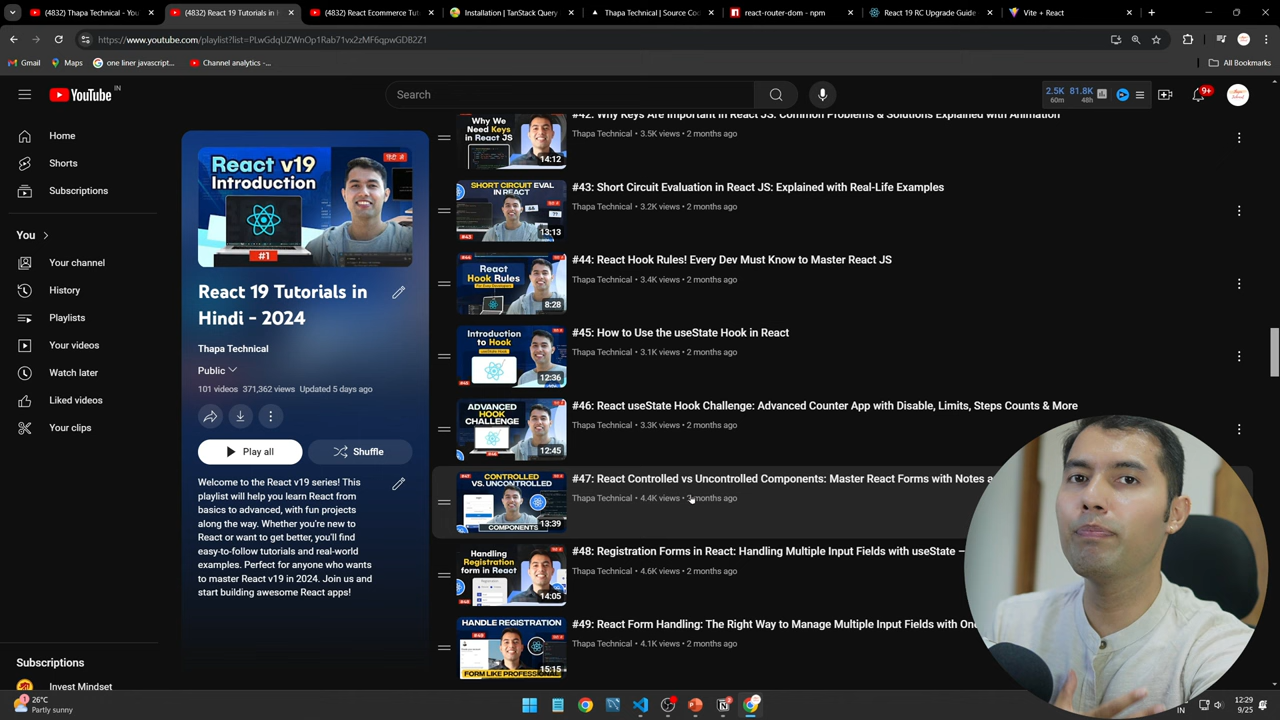 (4832) Thapa Technical - You
(4832) React 19 Tutorials in H
(4832) React Ecommerce Tut
Installation | TanStack Query
Thapa Technical | Source Coc
react-router-dom - npm
React 19 RC Upgrade Guide
Vite + React
https://www.youtube.com/playlist?list=PLwGdqUZWnOp1Rab71vx2zMF6qpwGDB2Z1
Gmail
Maps
one liner javascript...
Channel analytics -...
All Bookmarks
YouTube IN
Search
2.5K 81.8K
60m 48h
9+
Home
Shorts
Subscriptions
You
Your channel
History
Playlists
Your videos
Watch later
Liked videos
Your clips
Subscriptions
Invest Mindset
React v19
Introduction
#1
React 19 Tutorials in
Hindi - 2024
Thapa Technical
Public
101 videos 371,362 views Updated 5 days ago
Play all
Shuffle
Welcome to the React v19 series! This
playlist will help you learn React from
basics to advanced, with fun projects
along the way. Whether you're new to
React or want to get better, you'll find
easy-to-follow tutorials and real-world
examples. Perfect for anyone who wants
to master React v19 in 2024. Join us and
start building awesome React apps!
Why We
Need Keys
in React JS
14:12
#42: Why Keys Are Important in React JS: Common Problems & Solutions Explained with Animation
Thapa Technical • 3.5K views • 2 months ago
SHORT CIRCUIT EVAL
IN REACT
&&
??
#43
13:13
#43: Short Circuit Evaluation in React JS: Explained with Real-Life Examples
Thapa Technical • 3.2K views • 2 months ago
React
Hook Rules
8:28
#44: React Hook Rules! Every Dev Must Know to Master React JS
Thapa Technical • 3.4K views • 2 months ago
Introduction
to Hook
12:36
#45: How to Use the useState Hook in React
Thapa Technical • 3.1K views • 2 months ago
ADVANCED
HOOK
CHALLENGE
12:45
#46: React useState Hook Challenge: Advanced Counter App with Disable, Limits, Steps Counts & More
Thapa Technical • 3.3K views • 2 months ago
CONTROLLED
VS. UNCONTROLLED
COMPONENTS
13:39
#47: React Controlled vs Uncontrolled Components: Master React Forms with Notes a
Thapa Technical • 4.4K views • months ago
Handling
Registration
form in React
14:05
#48: Registration Forms in React: Handling Multiple Input Fields with useState –
Thapa Technical • 4.6K views • 2 months ago
HANDLE REGISTRATION
FORM LIKE PROFESSIONAL
15:15
#49: React Form Handling: The Right Way to Manage Multiple Input Fields with One
Thapa Technical • 4.1K views • 2 months ago
26°C
Partly sunny
IN
12:29
9/25